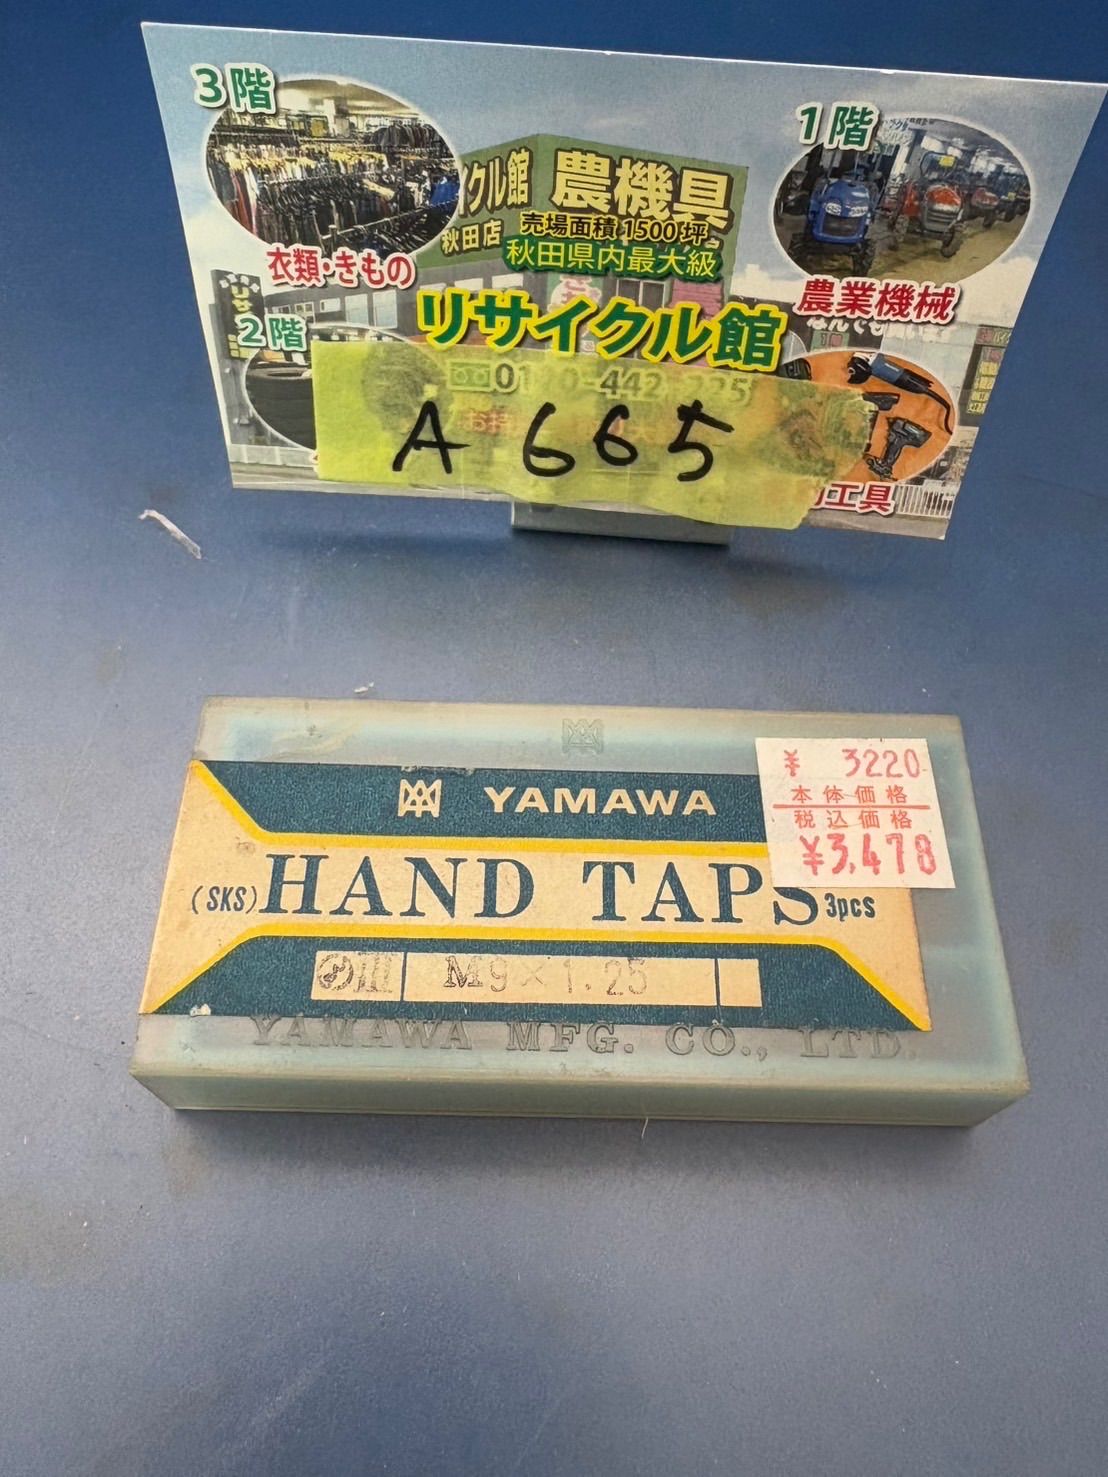 3階
1階
イクル館 農機具
秋田店
売場面積1500坪
秋田県内最大級
衣類・きもの
農業機械
2階
リサイクル館
A 665
工具
¥ 3220
本体価格
税込価格
¥3,478
YAMAWA
(SKS) HAND TAPS 3pcs
M9×1.25
YAMAWA MFG. CO., LTD.